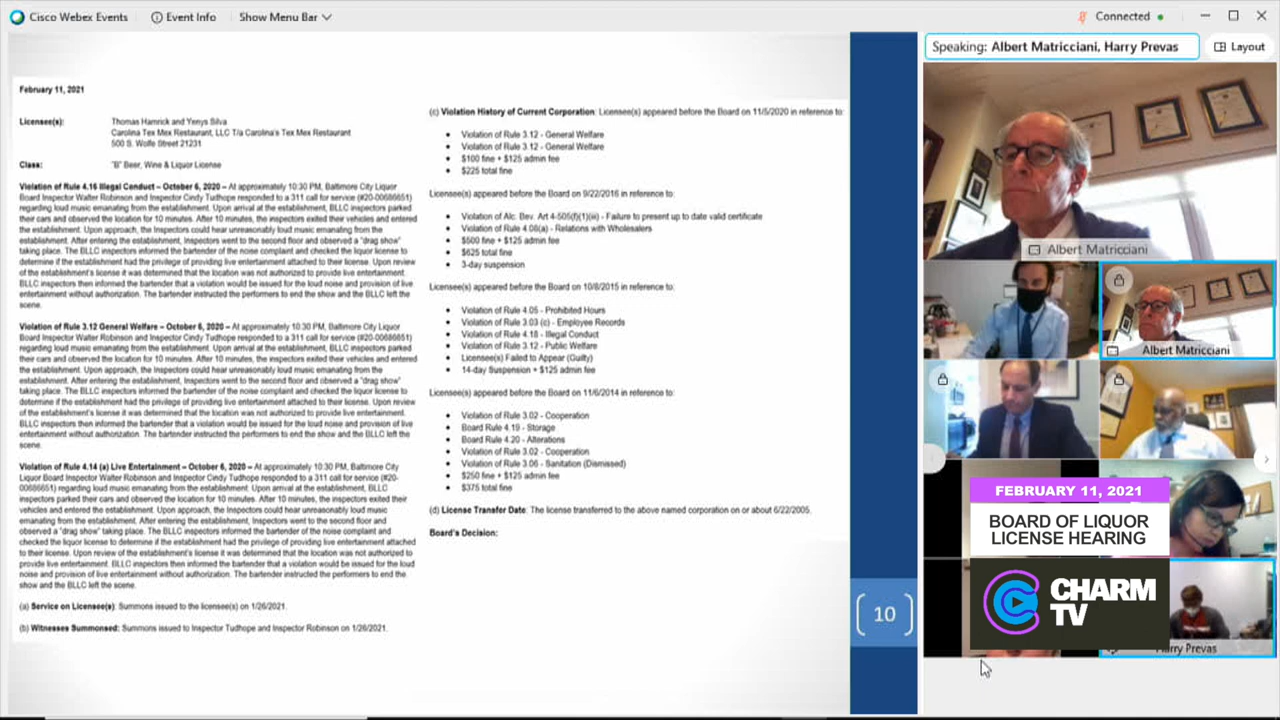 Cisco Webex Events
Event Info
Show Menu Bar
Connected
Speaking: Albert Matricciani, Harry Prevas
Layout
February 11, 2021
Licensee(s):
Thomas Hamrick and Yenys Silva
Carolina Tex Mex Restaurant, LLC T/a Carolina's Tex Mex Restaurant
500 S. Wolfe Street 21231
Class:
"B" Beer, Wine & Liquor License
Violation of Rule 4.16 Illegal Conduct – October 6, 2020 – At approximately 10:30 PM, Baltimore City Liquor
Board Inspector Walter Robinson and Inspector Cindy Tudhope responded to a 311 call for service (#20-00686651)
regarding loud music emanating from the establishment. Upon arrival at the establishment, inspectors parked
their cars and observed the location for 10 minutes. After 10 minutes, the inspectors exited their vehicles and entered
the establishment. Upon approach, the Inspectors could hear unreasonably loud music emanating from the
establishment. After entering the establishment, Inspectors went to the second floor and observed a "drag show"
taking place. The BLLC inspectors informed the bartender of the noise complaint and checked the liquor license to
determine if the establishment had the privilege of providing live entertainment attached to their license. Upon review
of the establishment's license it was determined that the location was not authorized to provide live entertainment.
BLLC inspectors then informed the bartender that a violation would be issued for the loud noise and provision of live
entertainment without authorization. The bartender instructed the performers to end the show and the BLLC left the
scene.
Violation of Rule 3.12 General Welfare – October 6, 2020 – At approximately 10:30 PM, Baltimore City Liquor
Board Inspector Walter Robinson and Inspector Cindy Tudhope responded to a 311 call for service (#20-00686651)
regarding loud music emanating from the establishment. Upon arrival at the establishment, inspectors parked
their cars and observed the location for 10 minutes. After 10 minutes, the inspectors exited their vehicles and entered
the establishment. Upon approach, the Inspectors could hear unreasonably loud music emanating from the
establishment. After entering the establishment, Inspectors went to the second floor and observed a "drag show"
taking place. The BLLC inspectors informed the bartender of the noise complaint and checked the liquor license to
determine if the establishment had the privilege of providing live entertainment attached to their license. Upon review
of the establishment's license it was determined that the location was not authorized to provide live entertainment.
BLLC inspectors then informed the bartender that a violation would be issued for the loud noise and provision of live
entertainment without authorization. The bartender instructed the performers to end the show and the BLLC left the
scene.
Violation of Rule 4.14 (a) Live Entertainment – October 6, 2020 – At approximately 10:30 PM, Baltimore City
Liquor Board Inspector Walter Robinson and Inspector Cindy Tudhope responded to a 311 call for service (#20-
00686651) regarding loud music emanating from the establishment. Upon arrival at the establishment,
inspectors parked their cars and observed the location for 10 minutes. After 10 minutes, the inspectors exited their
vehicles and entered the establishment. Upon approach, the Inspectors could hear unreasonably loud music
emanating from the establishment. After entering the establishment, Inspectors went to the second floor and
observed a "drag show" taking place. The BLLC inspectors informed the bartender of the noise complaint and
checked the liquor license to determine if the establishment had the privilege of providing live entertainment attached
to their license. Upon review of the establishment's license it was determined that the location was not authorized to
provide live entertainment. BLLC inspectors then informed the bartender that a violation would be issued for the loud
noise and provision of live entertainment without authorization. The bartender instructed the performers to end the
show and the BLLC left the scene.
(a) Service on Licensee(s): Summons issued to the licensee(s) on 1/26/2021.
(b) Witnesses Summonsed: Summons issued to Inspector Tudhope and Inspector Robinson on 1/26/2021.
(c) Violation History of Current Corporation: Licensee(s) appeared before the Board on 11/5/2020 in reference to:
• Violation of Rule 3.12 - General Welfare
• Violation of Rule 3.12 - General Welfare
• $100 fine + $125 admin fee
• $225 total fine
Licensee(s) appeared before the Board on 9/22/2016 in reference to:
• Violation of Alc. Bev. Art 4-505(f)(1)(iii) - Failure to present up to date valid certificate
• Violation of Rule 4.08(a) - Relations with Wholesalers
• $500 fine + $125 admin fee
• $625 total fine
• 3-day suspension
Licensee(s) appeared before the Board on 10/8/2015 in reference to:
• Violation of Rule 4.05 - Prohibited Hours
• Violation of Rule 3.03 (c) - Employee Records
• Violation of Rule 4.18 - Illegal Conduct
• Violation of Rule 3.12 - Public Welfare
• Licensee(s) Failed to Appear (Guilty)
• 14-day Suspension + $125 admin fee
Licensee(s) appeared before the Board on 11/6/2014 in reference to:
• Violation of Rule 3.02 - Cooperation
• Board Rule 4.19 - Storage
• Board Rule 4.20 - Alterations
• Violation of Rule 3.02 - Cooperation
• Violation of Rule 3.06 - Sanitation (Dismissed)
• $250 fine + $125 admin fee
• $375 total fine
(d) License Transfer Date: The license transferred to the above named corporation on or about 6/22/2005.
Board's Decision:
10
Albert Matricciani
Albert Matricciani
FEBRUARY 11, 2021
BOARD OF LIQUOR
LICENSE HEARING
CHARM
TV
Harry Prevas